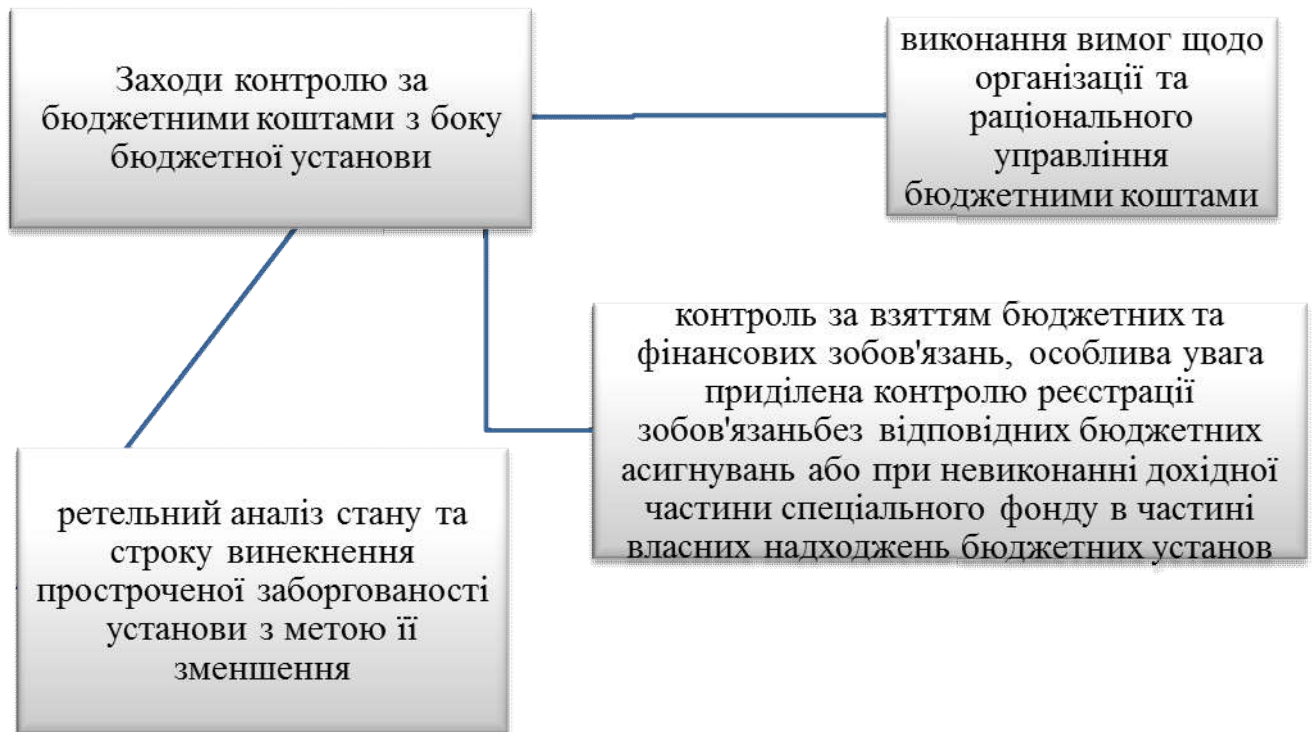 Заходи контролю за
бюджетними коштами з боку
бюджетної установи
виконання вимог щодо
організації та
раціонального
управління
бюджетними коштами
контроль за взяттям бюджетних та
фінансових зобов'язань, особлива увага
приділена контролю реєстрації
зобов'язаньбез відповідних бюджетних
асигнувань або при невиконанні дохідної
частини спеціального фонду в частині
власних надходжень бюджетних установ
ретельний аналіз стану та
строку винекнення
простроченої заборгованості
установи з метою її
зменшення